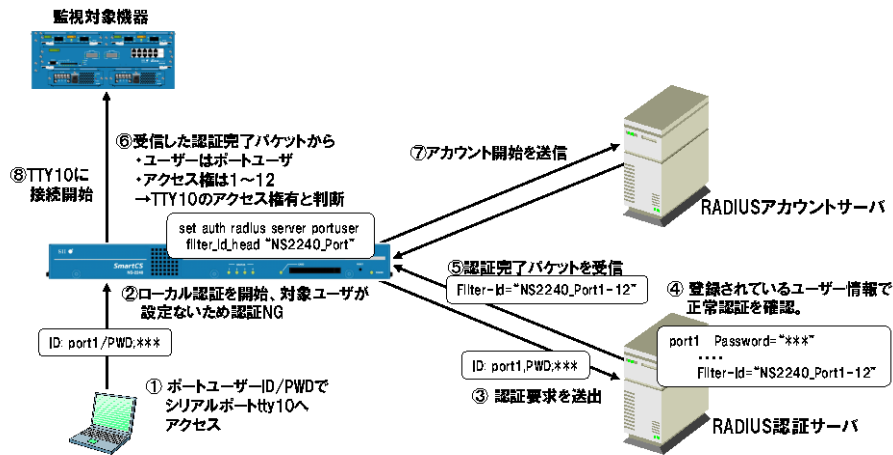 監視対象機器
⑥受信した認証完了パケットから
・ユーザーはポートユーザ
・アクセス権は1～12
→TTY10のアクセス権有と判断
⑦アカウント開始を送信
⑧TTY10に
接続開始
RADIUSアカウントサーバ
set auth radius server portuser
filter_id_head “NS2240_Port”
SmartCS
NS-2240
②ローカル認証を開始、対象ユーザが
設定ないため認証NG
⑤認証完了パケットを受信
Filter-Id=“NS2240_Port1-12”
④ 登録されているユーザー情報で
正常認証を確認。
port1 Password=“***”
....
Filter-Id=“NS2240_Port1-12”
ID: port1/PWD;***
ID: port1,PWD;***
③ 認証要求を送出
① ポートユーザーID/PWDで
シリアルポートtty10へ
アクセス
RADIUS認証サーバ